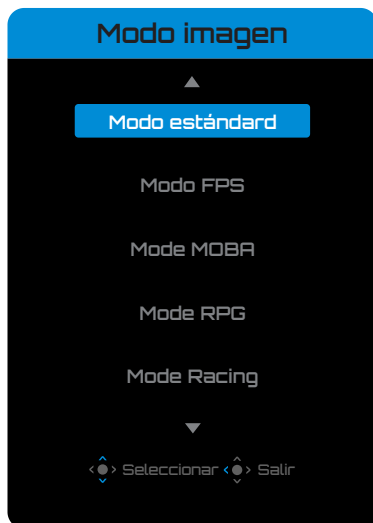 Modo imagen
Modo estándard
Modo FPS
Mode MOBA
Mode RPG
Mode Racing
Seleccionar Salir